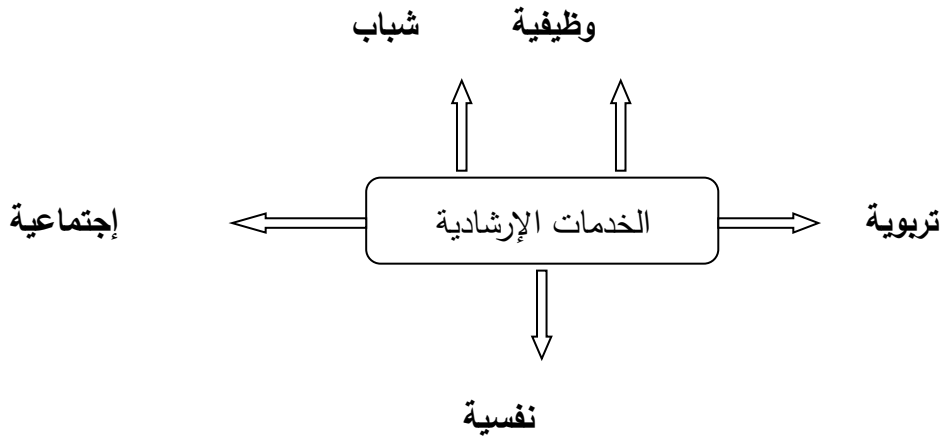 وظيفية
شباب
تربوية
الخدمات الإرشادية
إجتماعية
نفسية